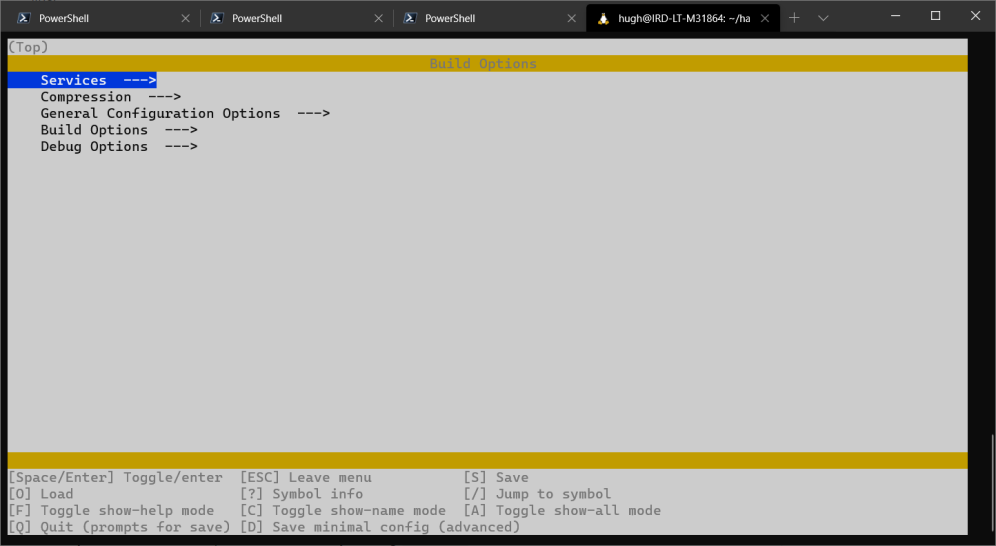 PowerShell PowerShell PowerShell hugh@IRD-LT-M31864: ~/ha
(Top)
Build Options
Services --->
Compression --->
General Configuration Options --->
Build Options --->
Debug Options --->
[Space/Enter] Toggle/enter [ESC] Leave menu [S] Save
[O] Load [?] Symbol info [/] Jump to symbol
[F] Toggle show-help mode [C] Toggle show-name mode [A] Toggle show-all mode
[Q] Quit (prompts for save) [D] Save minimal config (advanced)